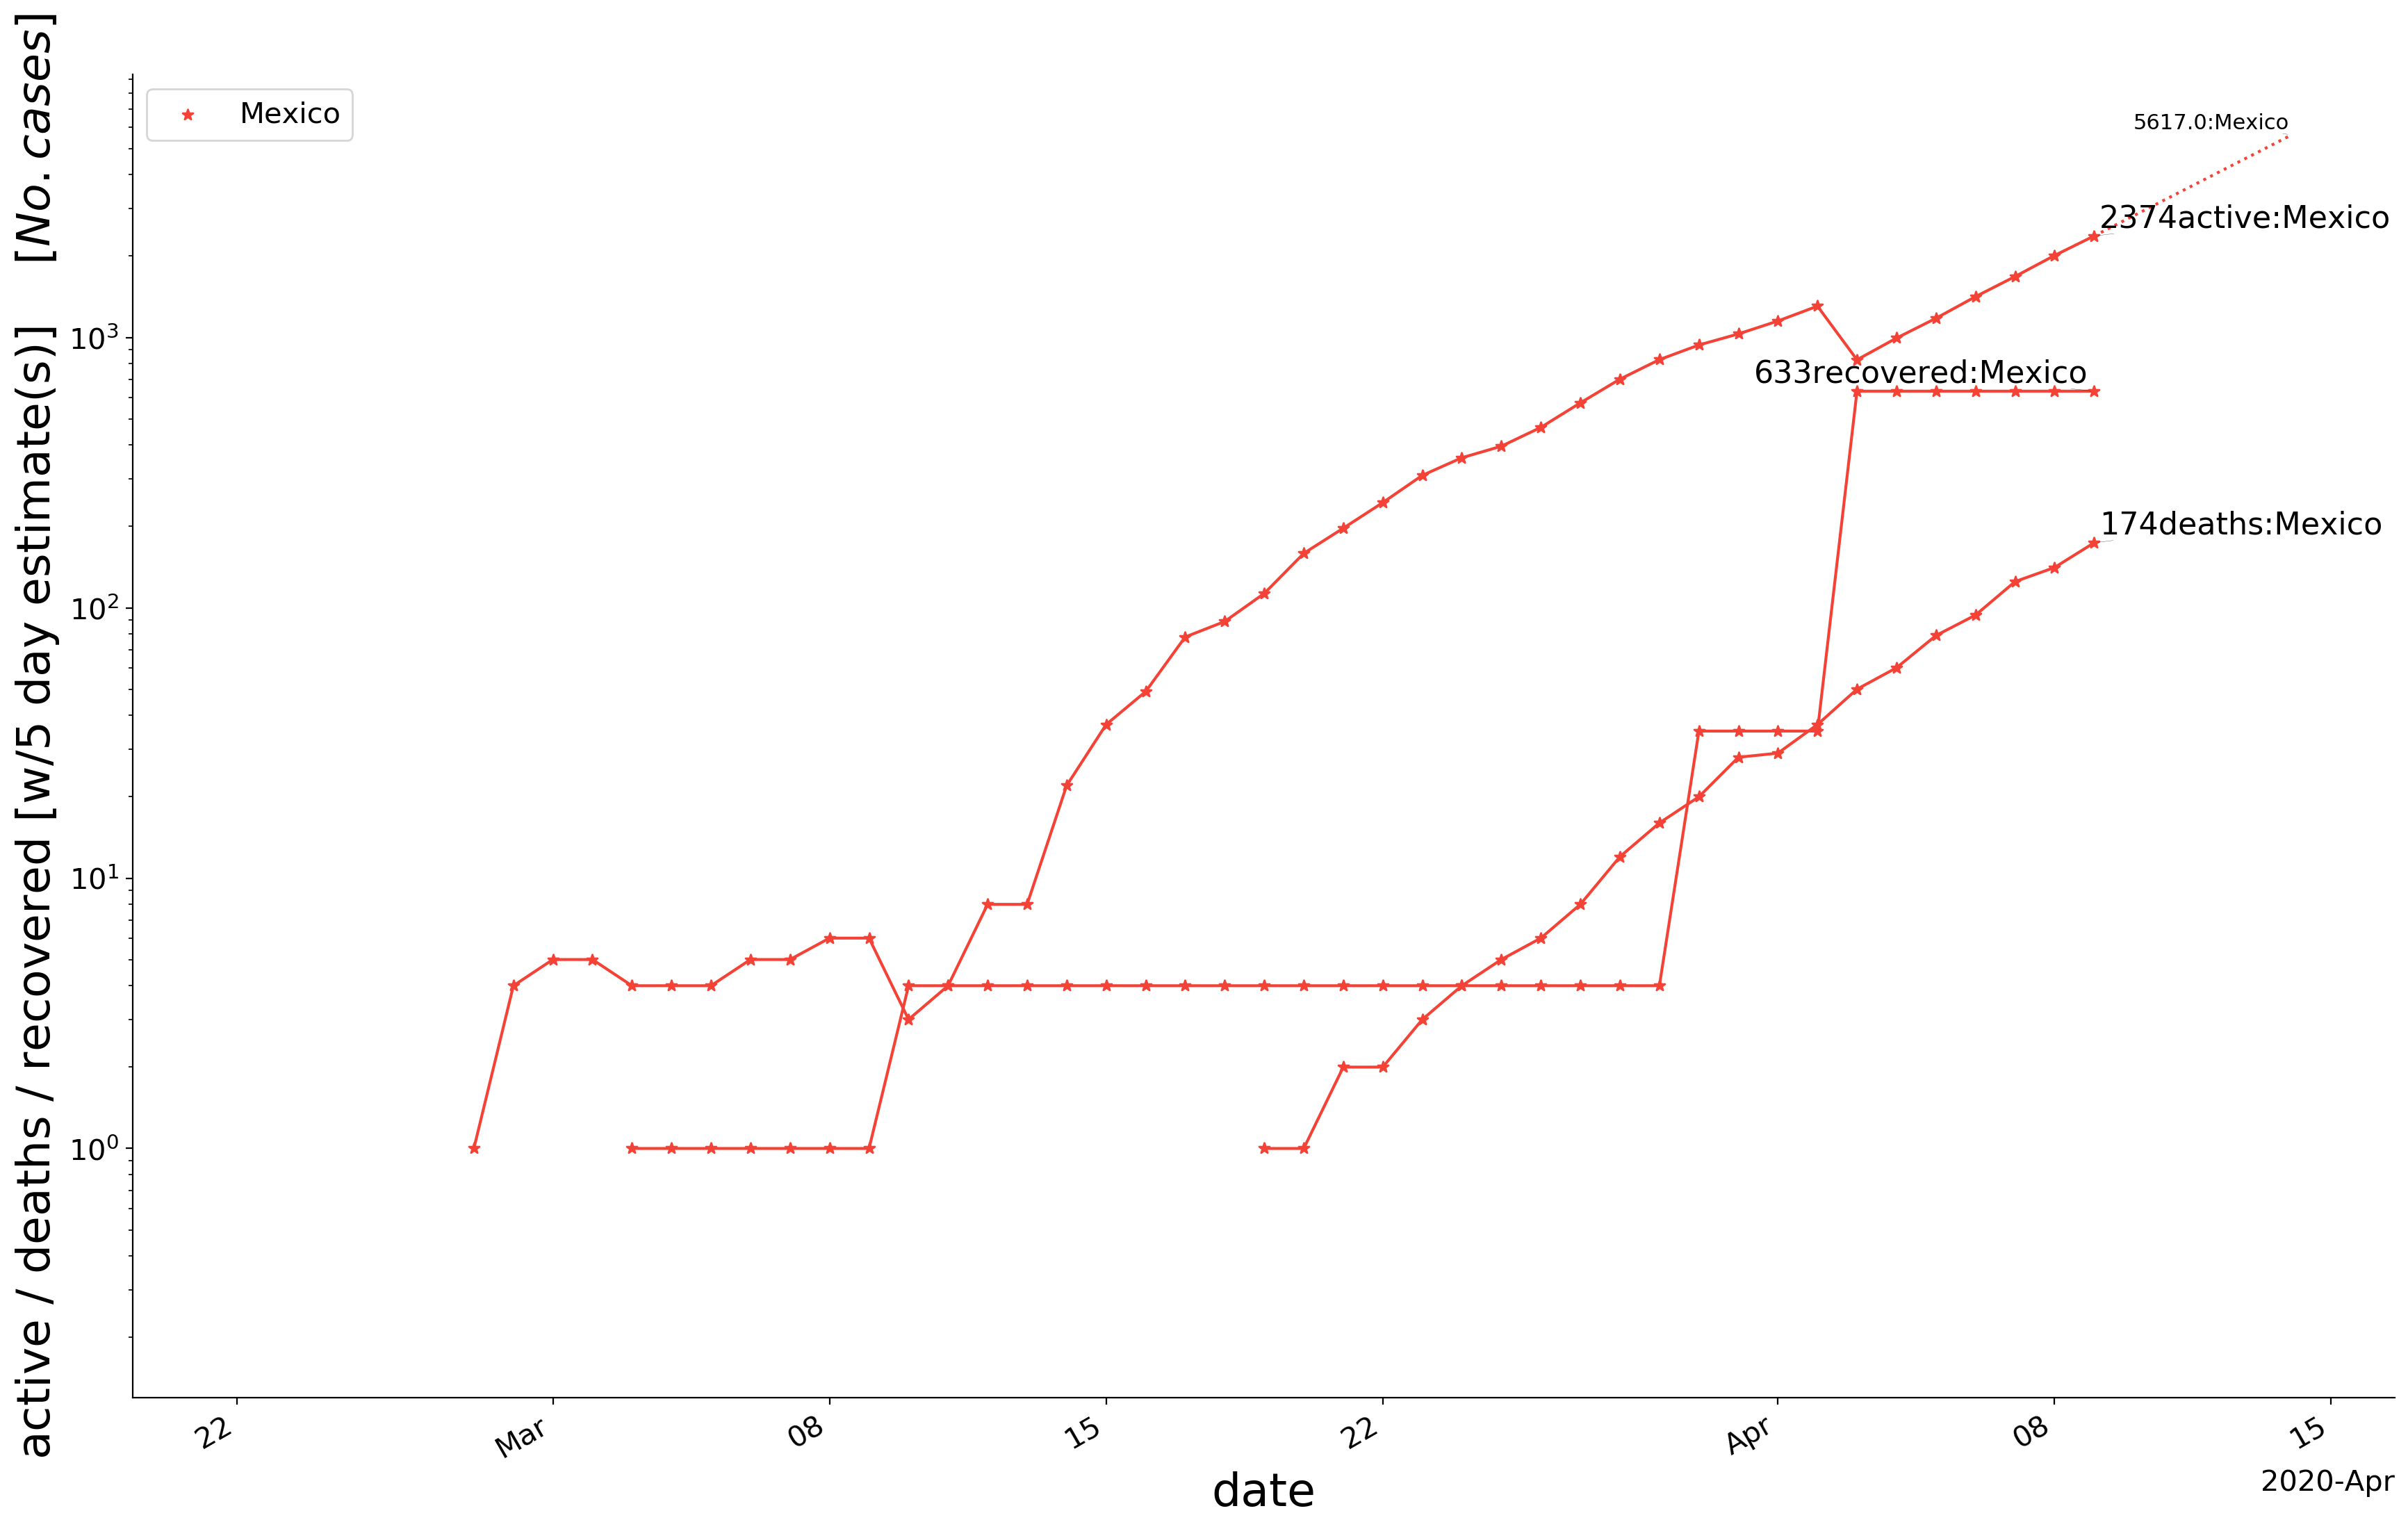 active / deaths / recovered [w/5 day estimate(s)] [No. cases]
Mexico
5617.0:Mexico
2374active:Mexico
633recovered:Mexico
174deaths:Mexico
10³
10²
10¹
10⁰
22 Mar 08 15 22 Apr 08 15
date
2020-Apr